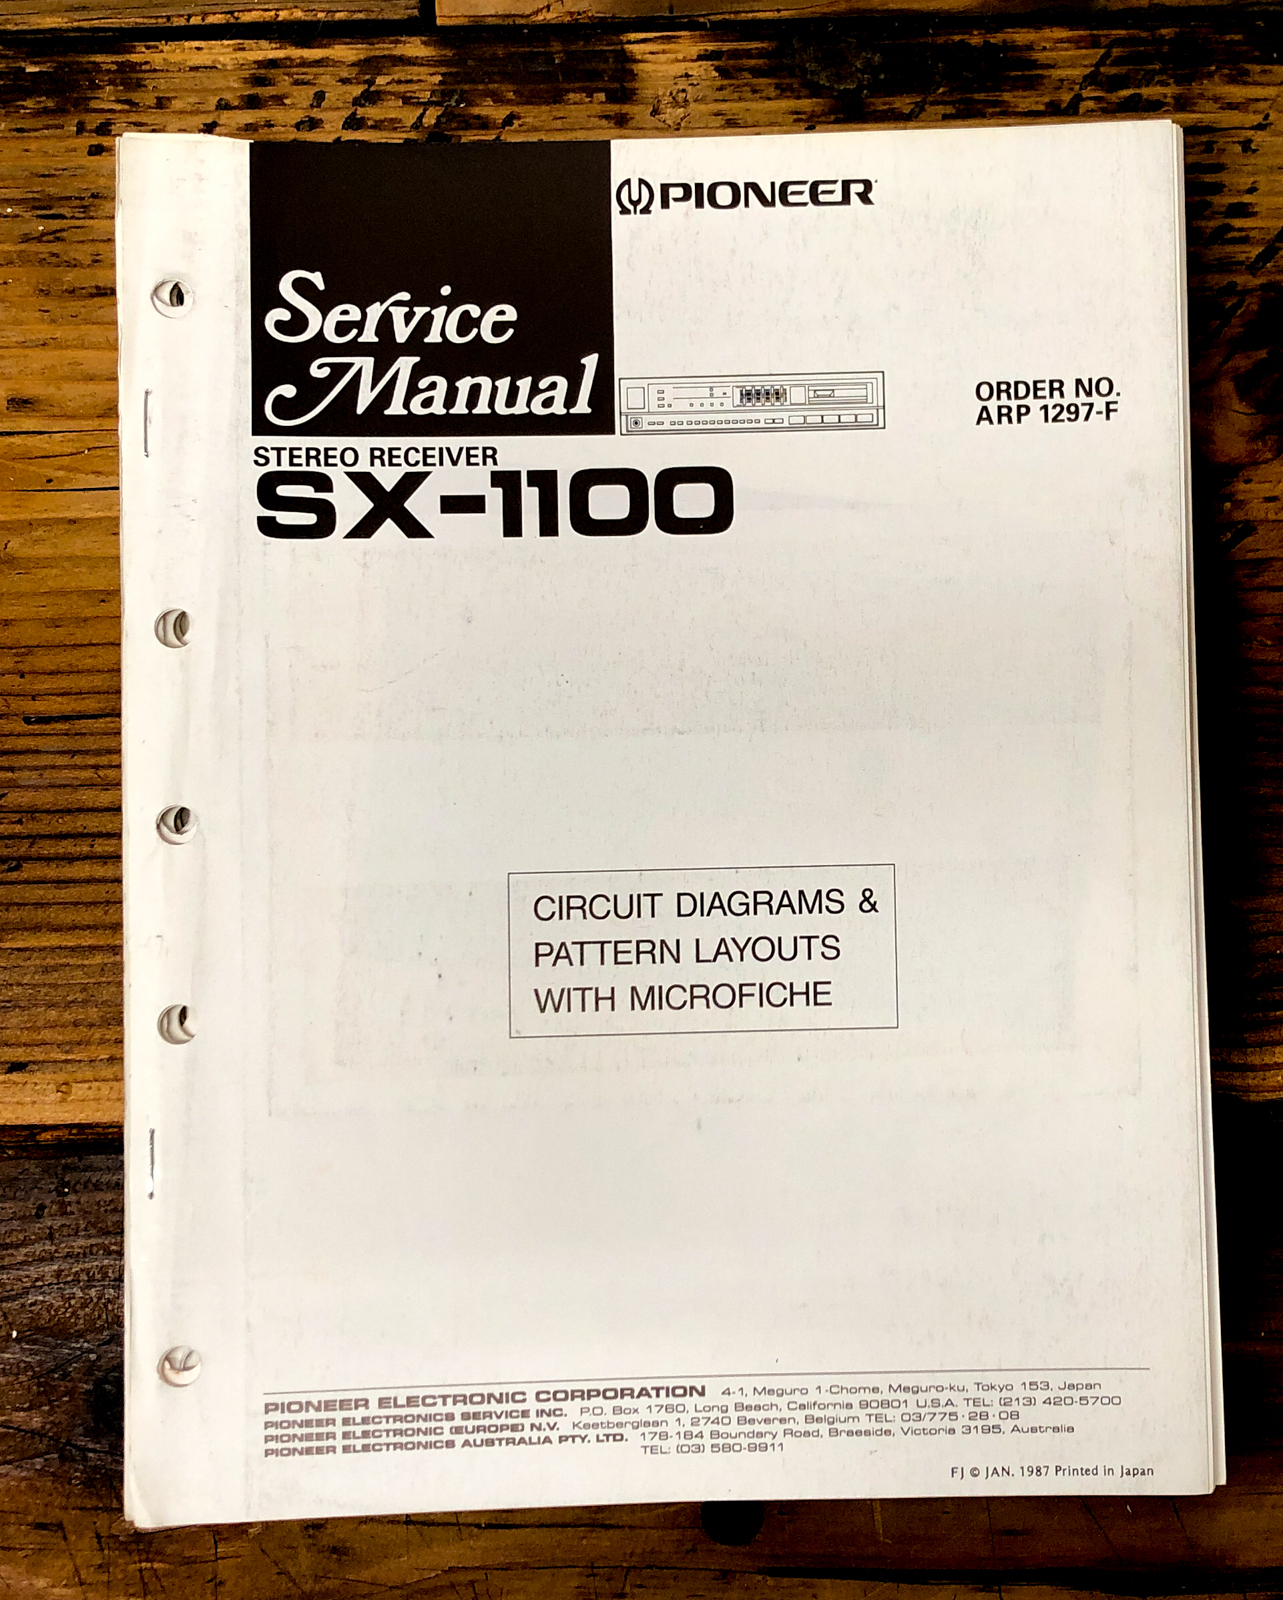 PIONEER
Service
Manual
ORDER NO.
ARP 1297-F
STEREO RECEIVER
SX-1100
CIRCUIT DIAGRAMS &
PATTERN LAYOUTS
WITH MICROFICHE
PIONEER ELECTRONIC CORPORATION 4-1, Meguro 1-Chome, Meguro-ku, Tokyo 153, Japan
PIONEER ELECTRONICS SERVICE INC. P.O. Box 1760, Long Beach, California 90801 U.S.A. TEL: (213) 420-5700
PIONEER ELECTRONIC (EUROPE) N.V. Keetberglaan 1, 2740 Beveren, Belgium TEL: 03/775·28·08
PIONEER ELECTRONICS AUSTRALIA PTY. LTD. 178-184 Boundary Road, Braeside, Victoria 3195, Australia
TEL: (03) 580-9911
FJ © JAN. 1987 Printed in Japan